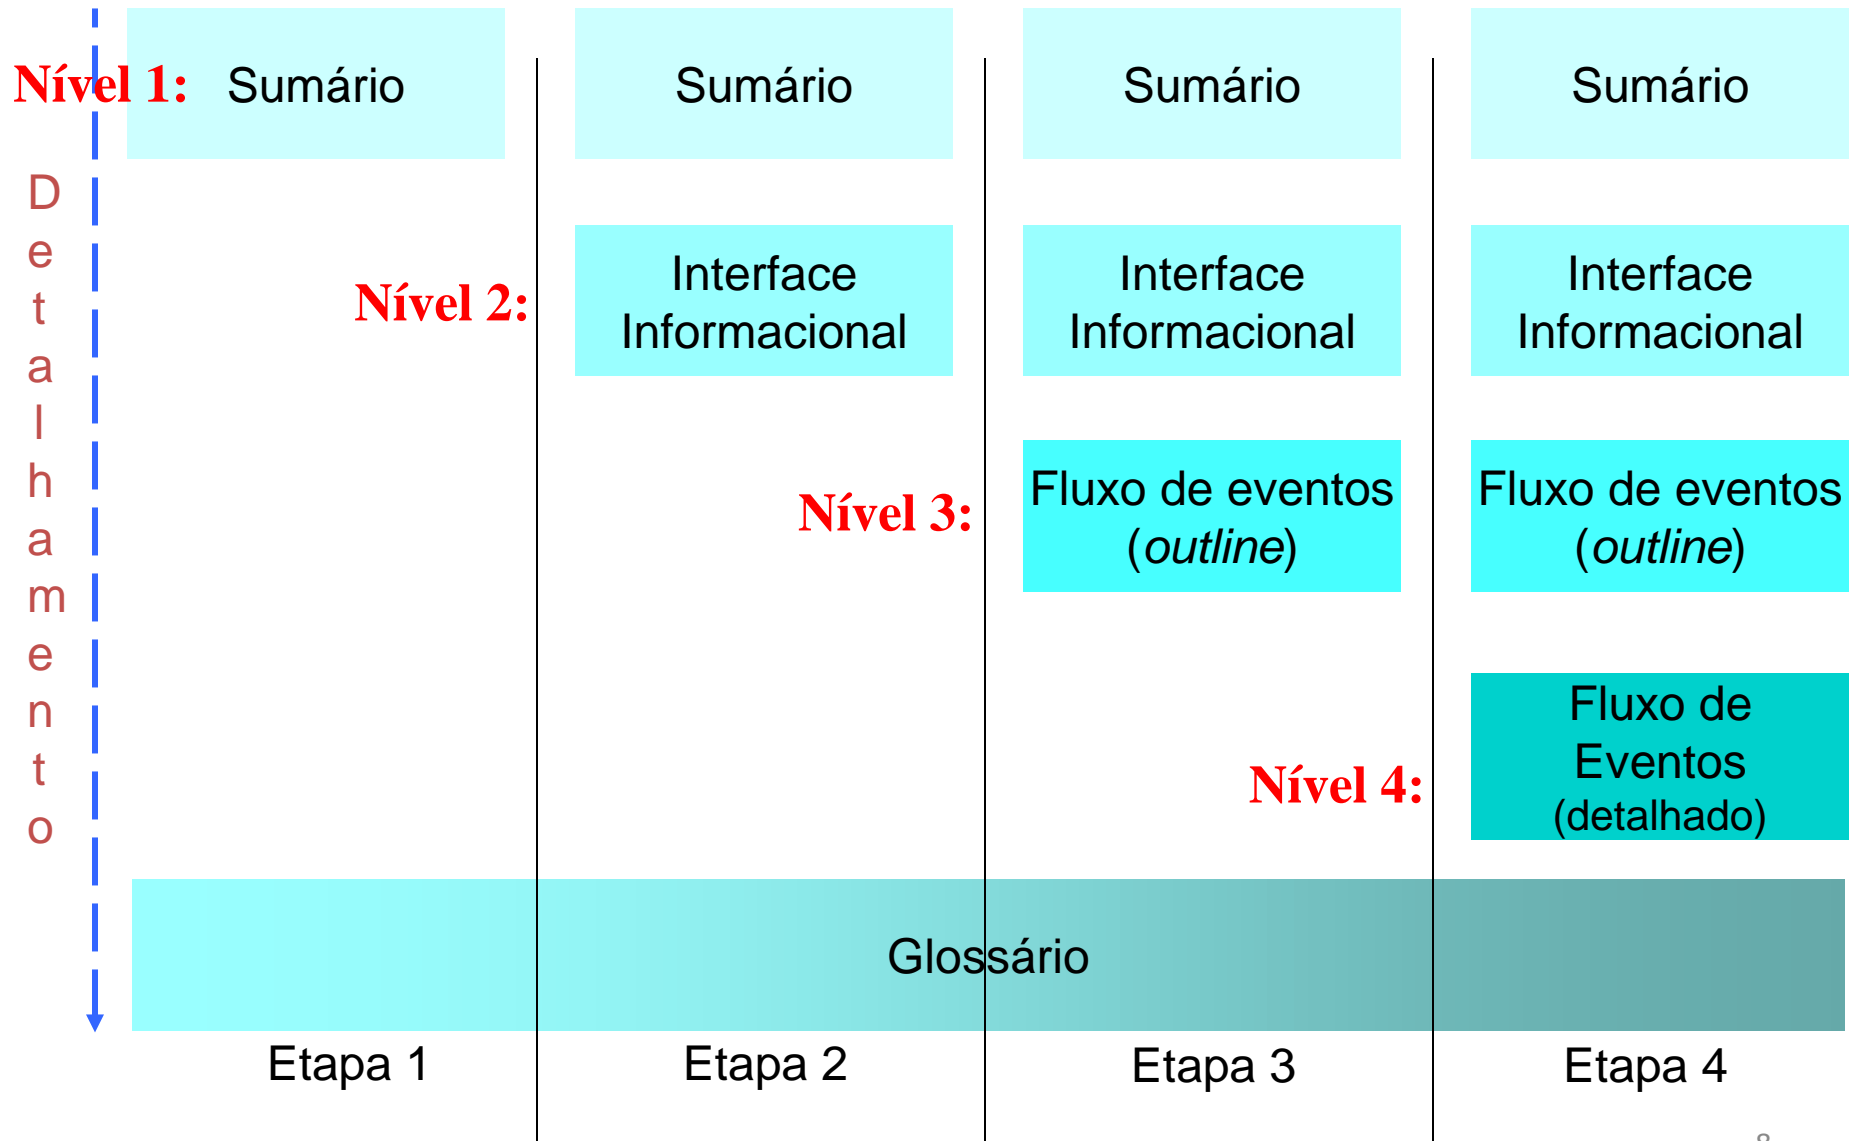 Nível 1:
Sumário
Sumário
Sumário
Sumário
Detalhamento
Nível 2:
Interface
Informacional
Interface
Informacional
Interface
Informacional
Nível 3:
Fluxo de eventos
(outline)
Fluxo de eventos
(outline)
Nível 4:
Fluxo de
Eventos
(detalhado)
Glossário
Etapa 1
Etapa 2
Etapa 3
Etapa 4